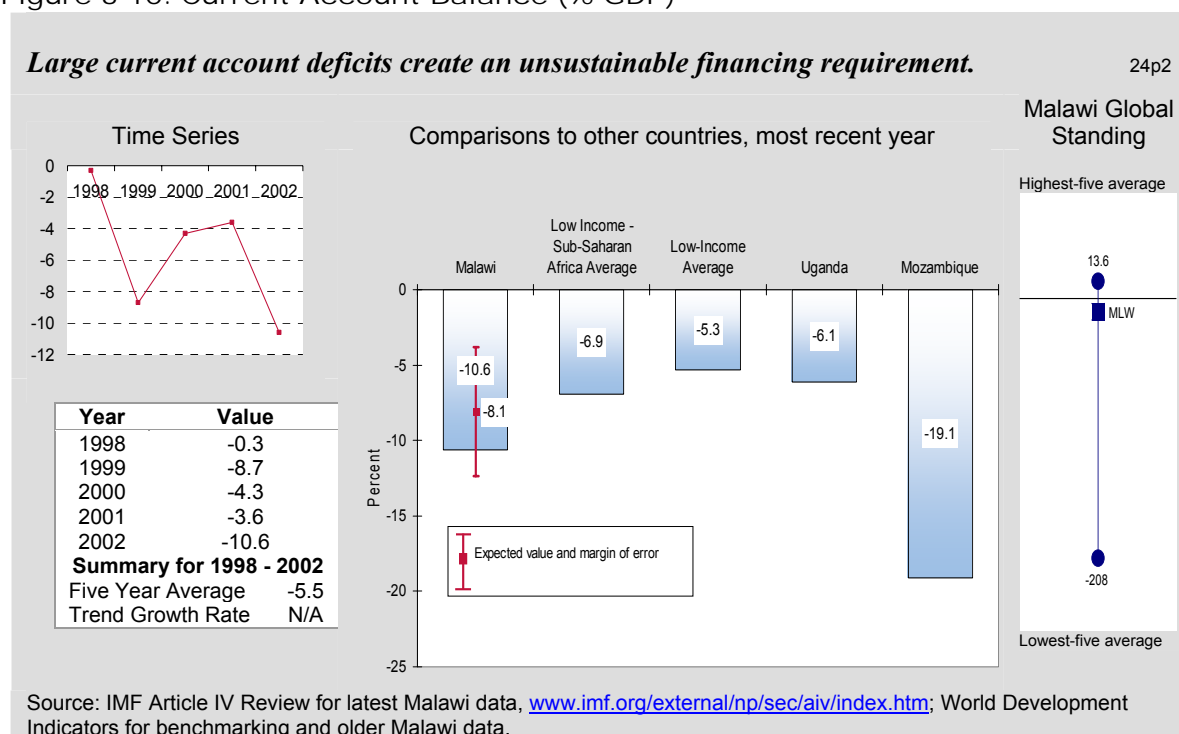 Figure 3-16. Current Account Balance (% GDP)
Large current account deficits create an unsustainable financing requirement.
24p2
Time Series
0
-2
-4
-6
-8
-10
-12
1998 1999 2000 2001 2002
Year Value
1998 -0.3
1999 -8.7
2000 -4.3
2001 -3.6
2002 -10.6
Summary for 1998 - 2002
Five Year Average -5.5
Trend Growth Rate N/A
Comparisons to other countries, most recent year
Malawi
Low Income -
Sub-Saharan
Africa Average
Low-Income
Average
Uganda
Mozambique
0
-5
-10
-15
-20
-25
Percent
-10.6
-8.1
-6.9
-5.3
-6.1
-19.1
Expected value and margin of error
Malawi Global
Standing
Highest-five average
13.6
MLW
-208
Lowest-five average
Source: IMF Article IV Review for latest Malawi data, www.imf.org/external/np/sec/aiv/index.htm; World Development
Indicators for benchmarking and older Malawi data.